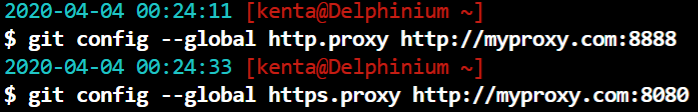 2020-04-04 00:24:11 [kenta@Delphinium ~]
$ git config --global http.proxy http://myproxy.com:8888
2020-04-04 00:24:33 [kenta@Delphinium ~]
$ git config --global https.proxy http://myproxy.com:8080